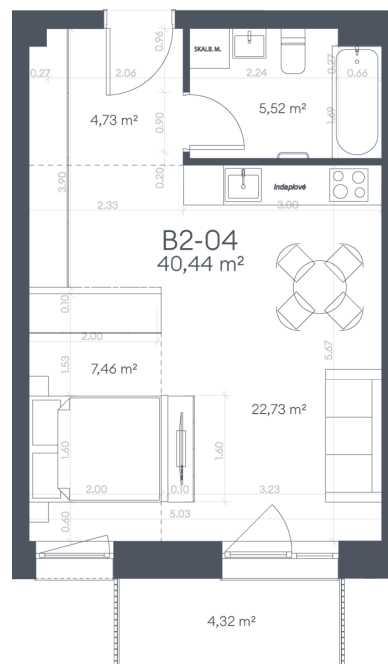 0.96
SKALB. M.
0.27
2.06
2.24
0.27
0.66
4,73 m²
5,52 m²
0.90
1.69
3.90
0.20
Indaplovė
2.33
3.00
B2-04
40,44 m²
0.10
2.00
5.67
1.53
7,46 m²
22,73 m²
1.60
1.60
2.00
0.10
3.23
5.03
0.60
4,32 m²